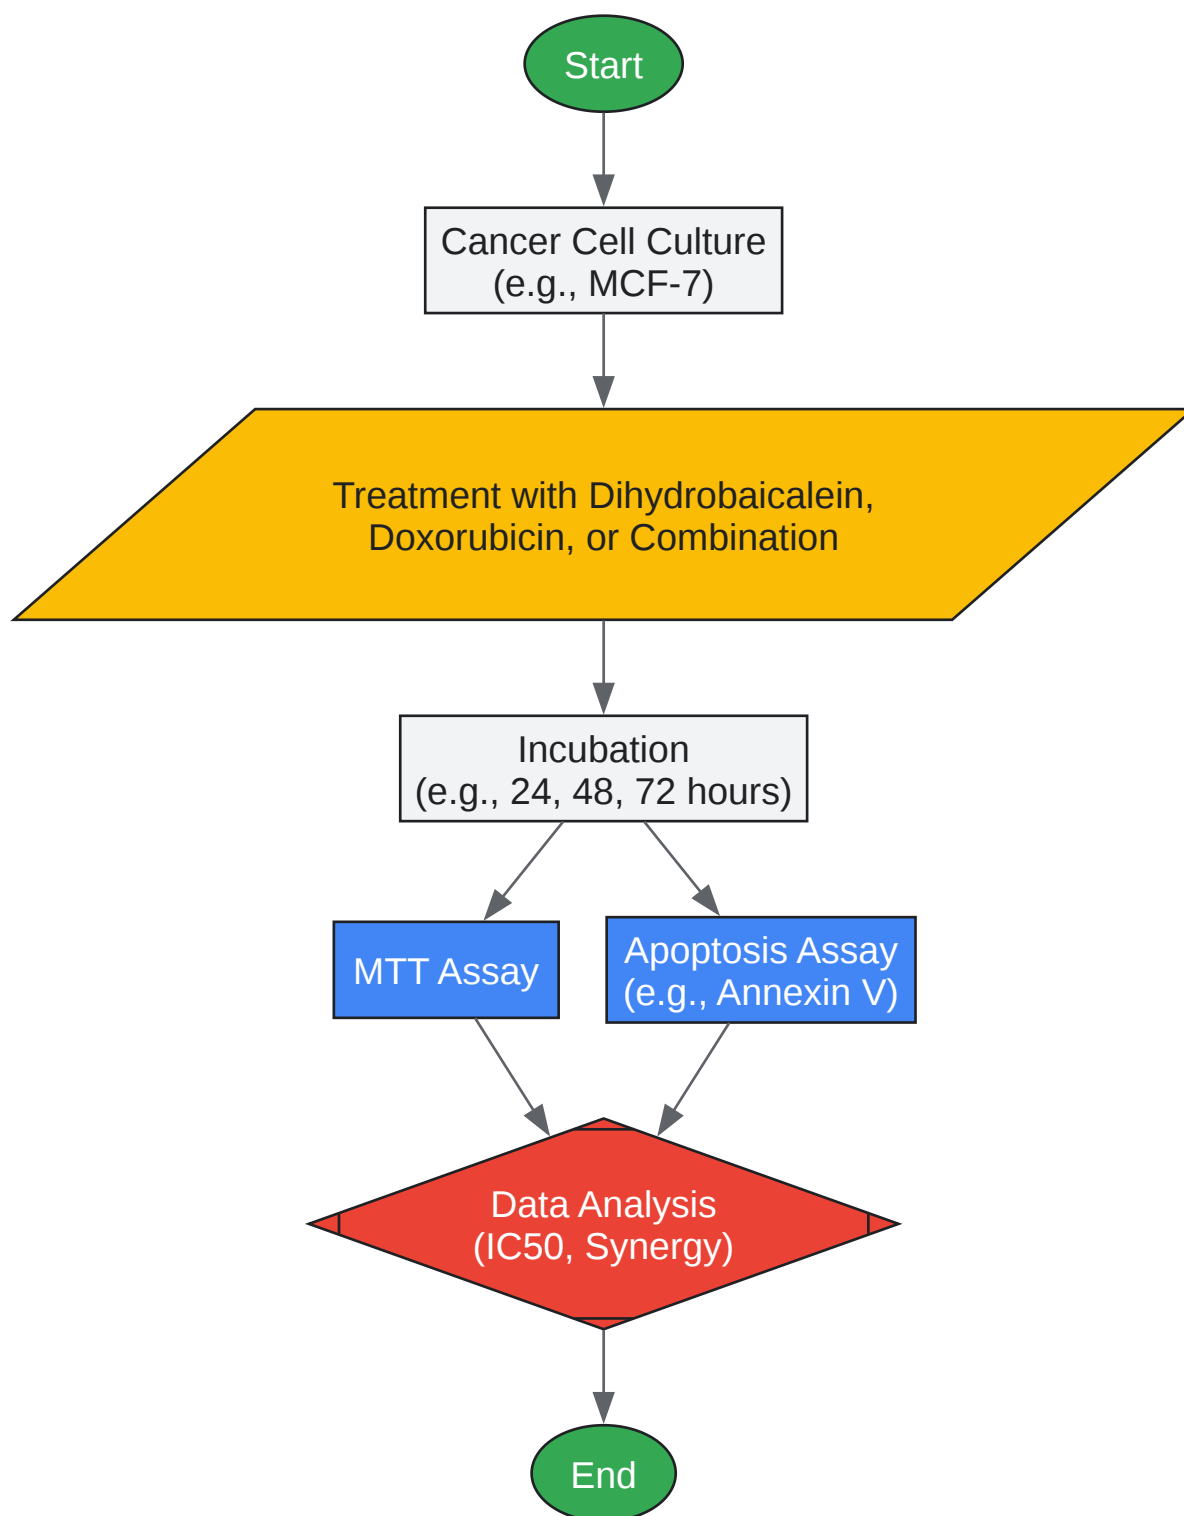 Start
Cancer Cell Culture
(e.g., MCF-7)
Treatment with Dihydrobaicalein,
Doxorubicin, or Combination
Incubation
(e.g., 24, 48, 72 hours)
MTT Assay
Apoptosis Assay
(e.g., Annexin V)
Data Analysis
(IC50, Synergy)
End